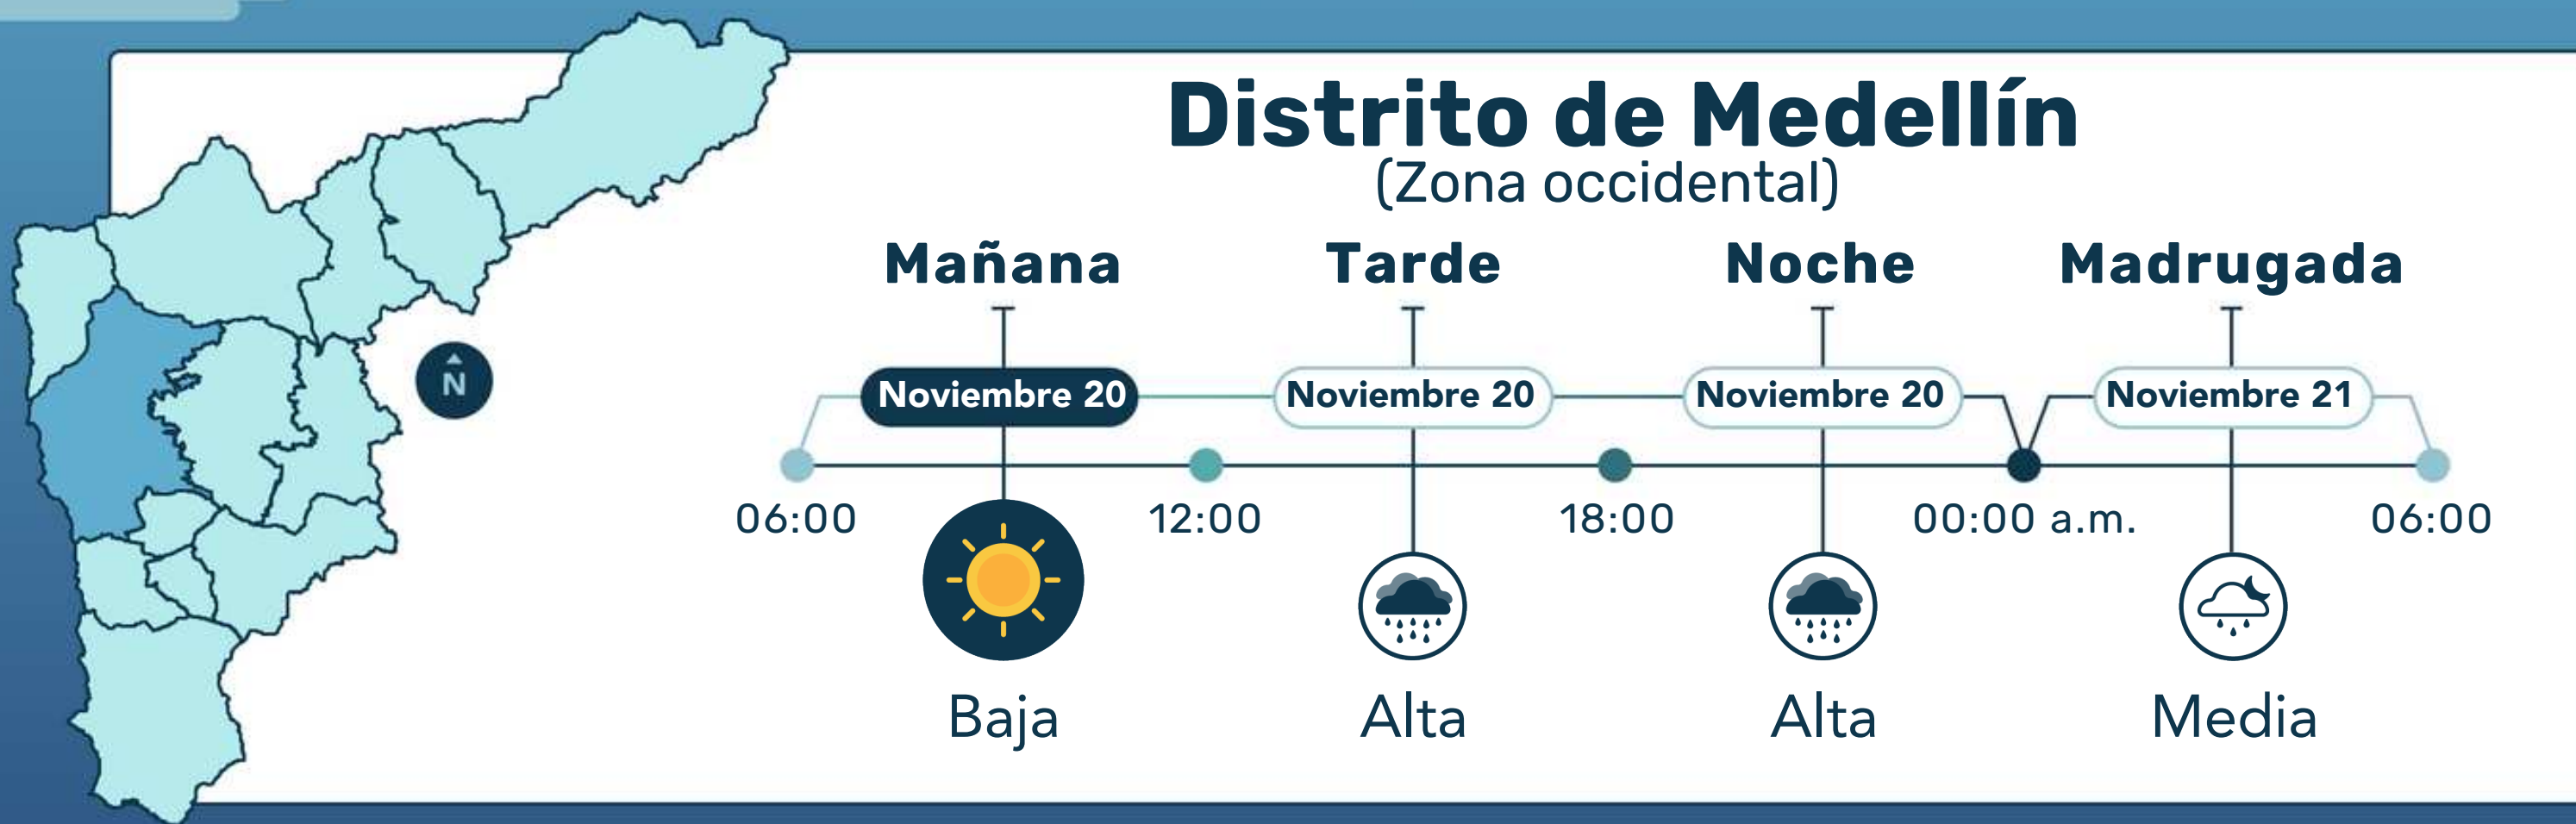 Distrito de Medellín
(Zona occidental)
Mañana Tarde Noche Madrugada
N
Noviembre 20 Noviembre 20 Noviembre 20 Noviembre 21
06:00 12:00 18:00 00:00 a.m. 06:00
Baja Alta Alta Media